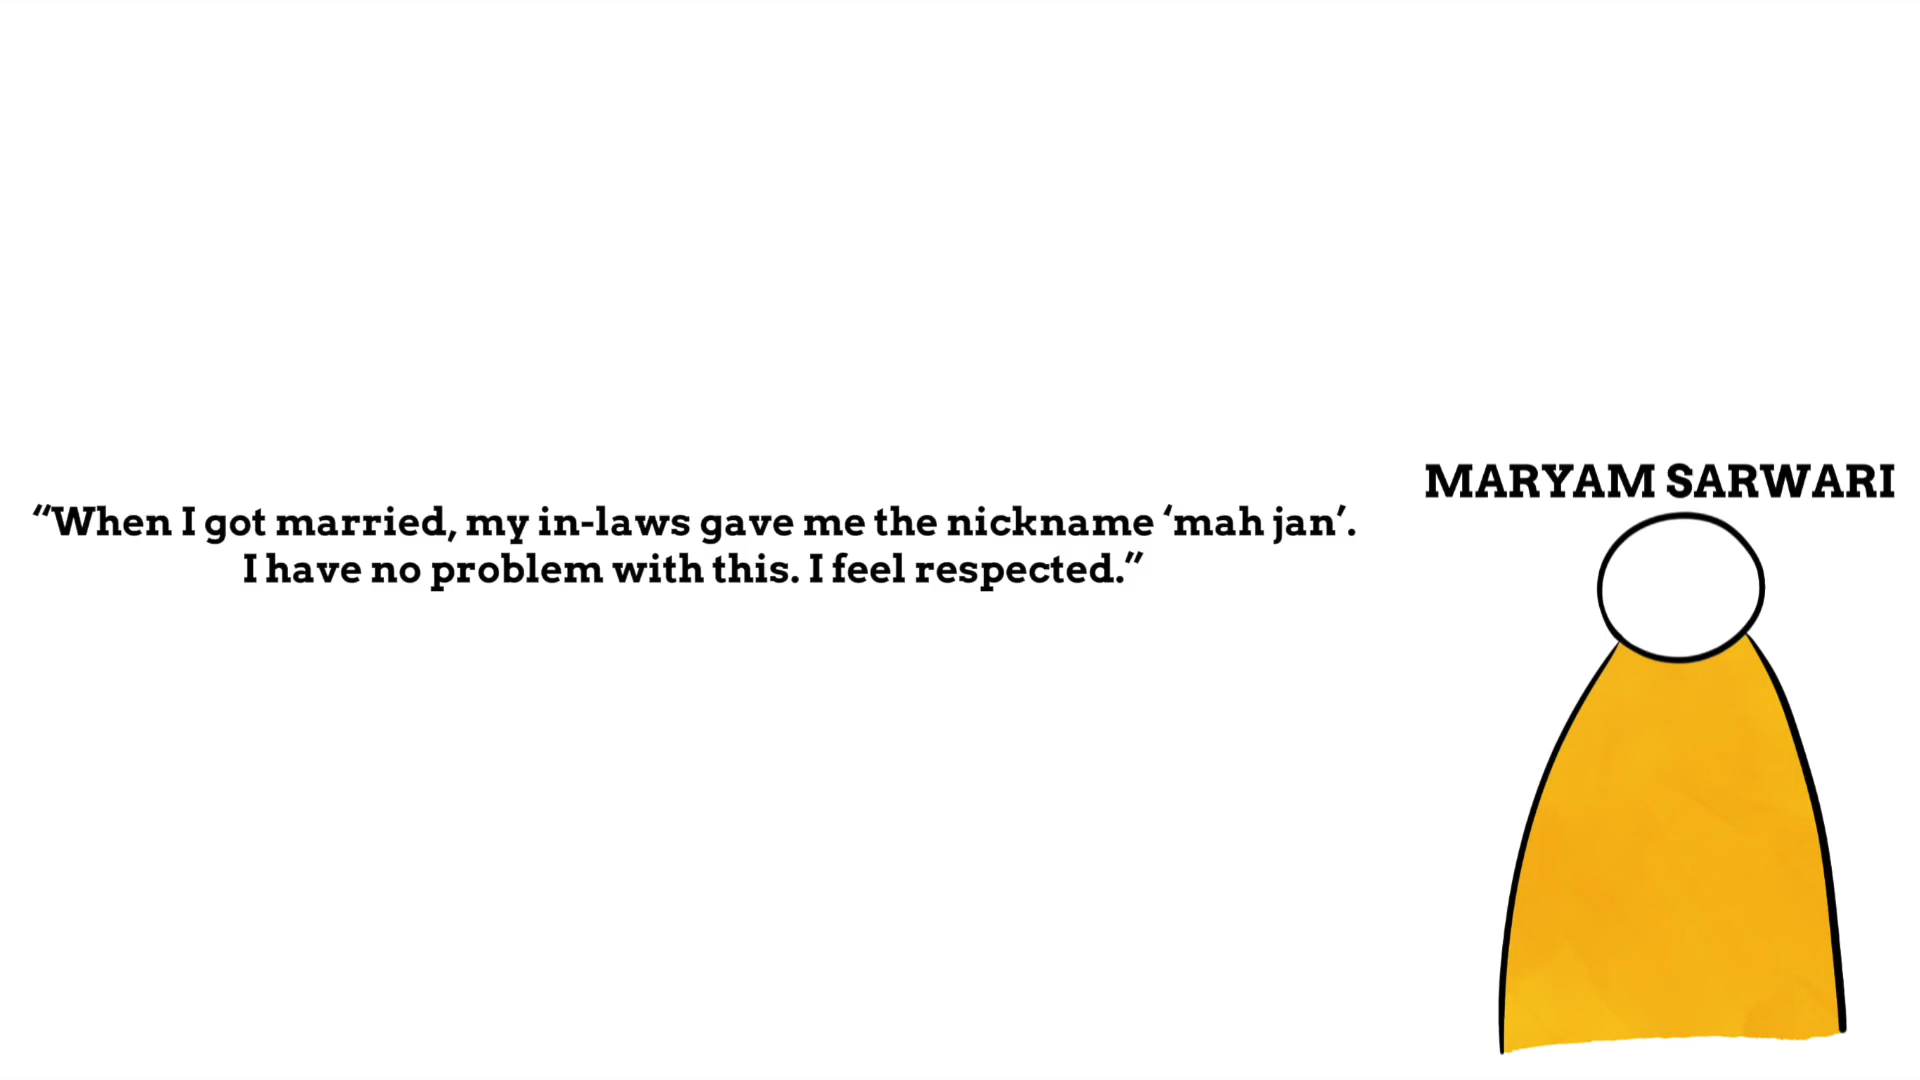 MARYAM SARWARI
“When I got married, my in-laws gave me the nickname ‘mah jan’.
I have no problem with this. I feel respected.”